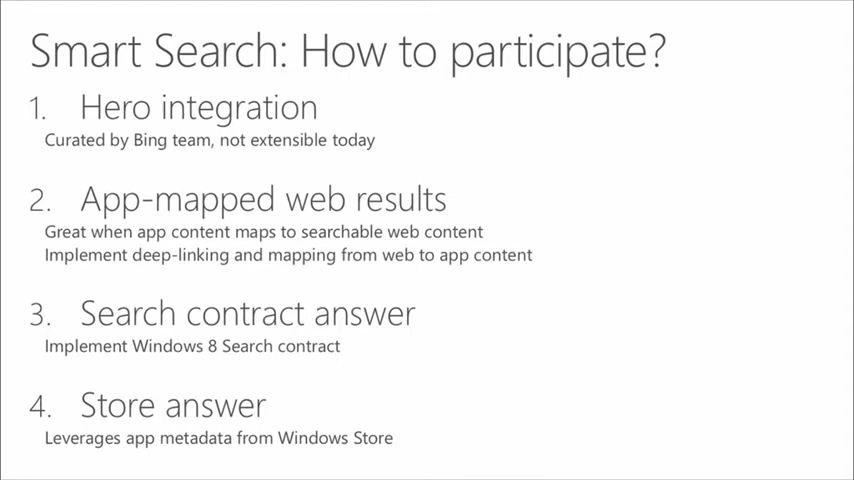 Smart Search: How to participate?
1. Hero integration
Curated by Bing team, not extensible today
2. App-mapped web results
Great when app content maps to searchable web content
Implement deep-linking and mapping from web to app content
3. Search contract answer
Implement Windows 8 Search contract
4. Store answer
Leverages app metadata from Windows Store